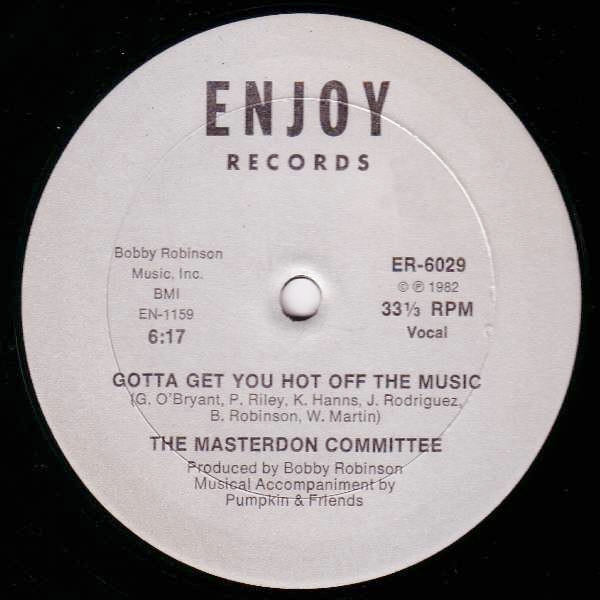 ENJOY
RECORDS
Bobby Robinson
Music, Inc.
BMI
EN-1159
6:17
ER-6029
© ℗ 1982
33⅓ RPM
Vocal
GOTTA GET YOU HOT OFF THE MUSIC
(G. O'Bryant, P. Riley, K. Hanns, J. Rodriguez,
B. Robinson, W. Martin)
THE MASTERDON COMMITTEE
Produced by Bobby Robinson
Musical Accompaniment by
Pumpkin & Friends